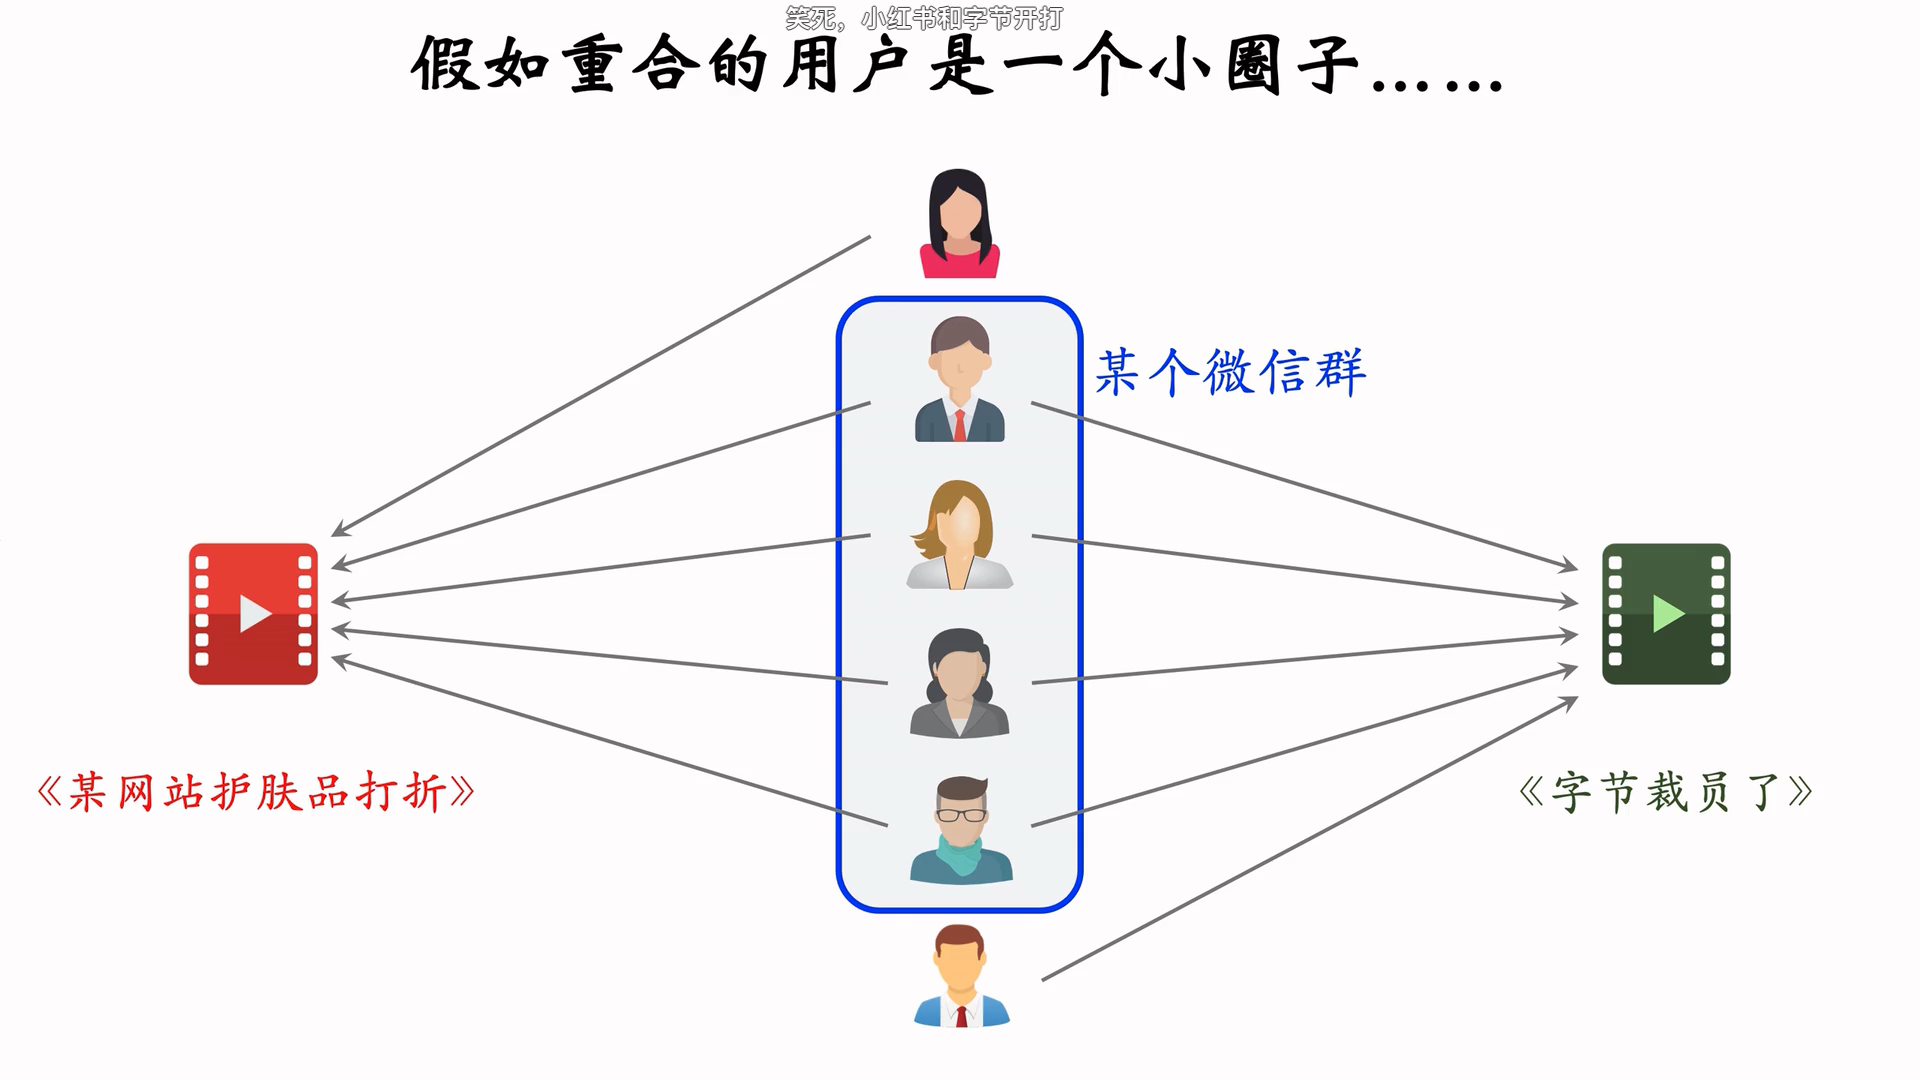 笑死，小红书和字节开打
假如重合的用户是一个小圈子……
某个微信群
《某网站护肤品打折》
《字节裁员了》